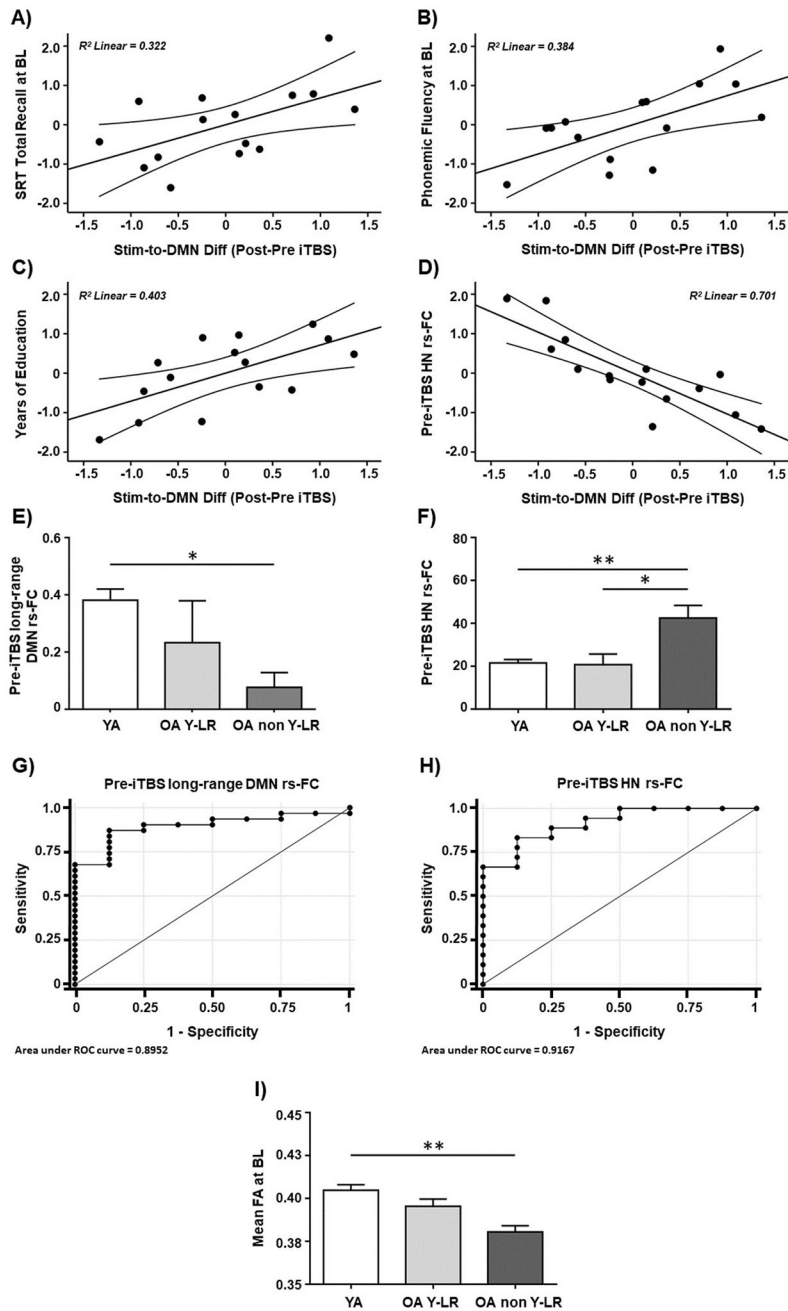 A)
R² Linear = 0.322
SRT Total Recall at BL
2.0
1.0
0
-1.0
-2.0
-1.5 -1.0 -0.5 0 0.5 1.0 1.5
Stim-to-DMN Diff (Post-Pre iTBS)
B)
R² Linear = 0.384
Phonemic Fluency at BL
2.0
1.0
0
-1.0
-2.0
-1.5 -1.0 -0.5 0 0.5 1.0 1.5
Stim-to-DMN Diff (Post-Pre iTBS)
C)
R² Linear = 0.403
Years of Education
2.0
1.0
0
-1.0
-2.0
-1.5 -1.0 -0.5 0 0.5 1.0 1.5
Stim-to-DMN Diff (Post-Pre iTBS)
D)
R² Linear = 0.701
Pre-iTBS HN rs-FC
2.0
1.0
0
-1.0
-2.0
-1.5 -1.0 -0.5 0 0.5 1.0 1.5
Stim-to-DMN Diff (Post-Pre iTBS)
E)
Pre-iTBS long-range
DMN rs-FC
0.6
0.4
0.2
0
*
YA OA Y-LR OA non Y-LR
F)
Pre-iTBS HN rs-FC
80
60
40
20
0
**
*
YA OA Y-LR OA non Y-LR
G)
Pre-iTBS long-range DMN rs-FC
Sensitivity
1.0
0.75
0.5
0.25
0
0 0.25 0.50 0.75 1
1 - Specificity
Area under ROC curve = 0.8952
H)
Pre-iTBS HN rs-FC
Sensitivity
1.0
0.75
0.5
0.25
0
0 0.25 0.50 0.75 1
1 - Specificity
Area under ROC curve = 0.9167
I)
Mean FA at BL
0.45
0.43
0.40
0.38
0.35
**
YA OA Y-LR OA non Y-LR